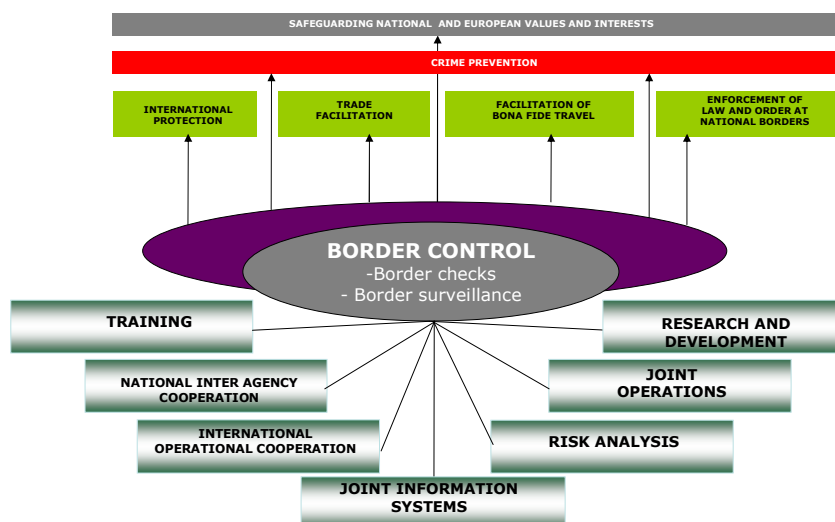 SAFEGUARDING NATIONAL AND EUROPEAN VALUES AND INTERESTS
CRIME PREVENTION
INTERNATIONAL
PROTECTION
TRADE
FACILITATION
FACILITATION OF
BONA FIDE TRAVEL
ENFORCEMENT OF
LAW AND ORDER AT
NATIONAL BORDERS
BORDER CONTROL
-Border checks
- Border surveillance
TRAINING
RESEARCH AND
DEVELOPMENT
NATIONAL INTER AGENCY
COOPERATION
JOINT
OPERATIONS
INTERNATIONAL
OPERATIONAL COOPERATION
RISK ANALYSIS
JOINT INFORMATION
SYSTEMS